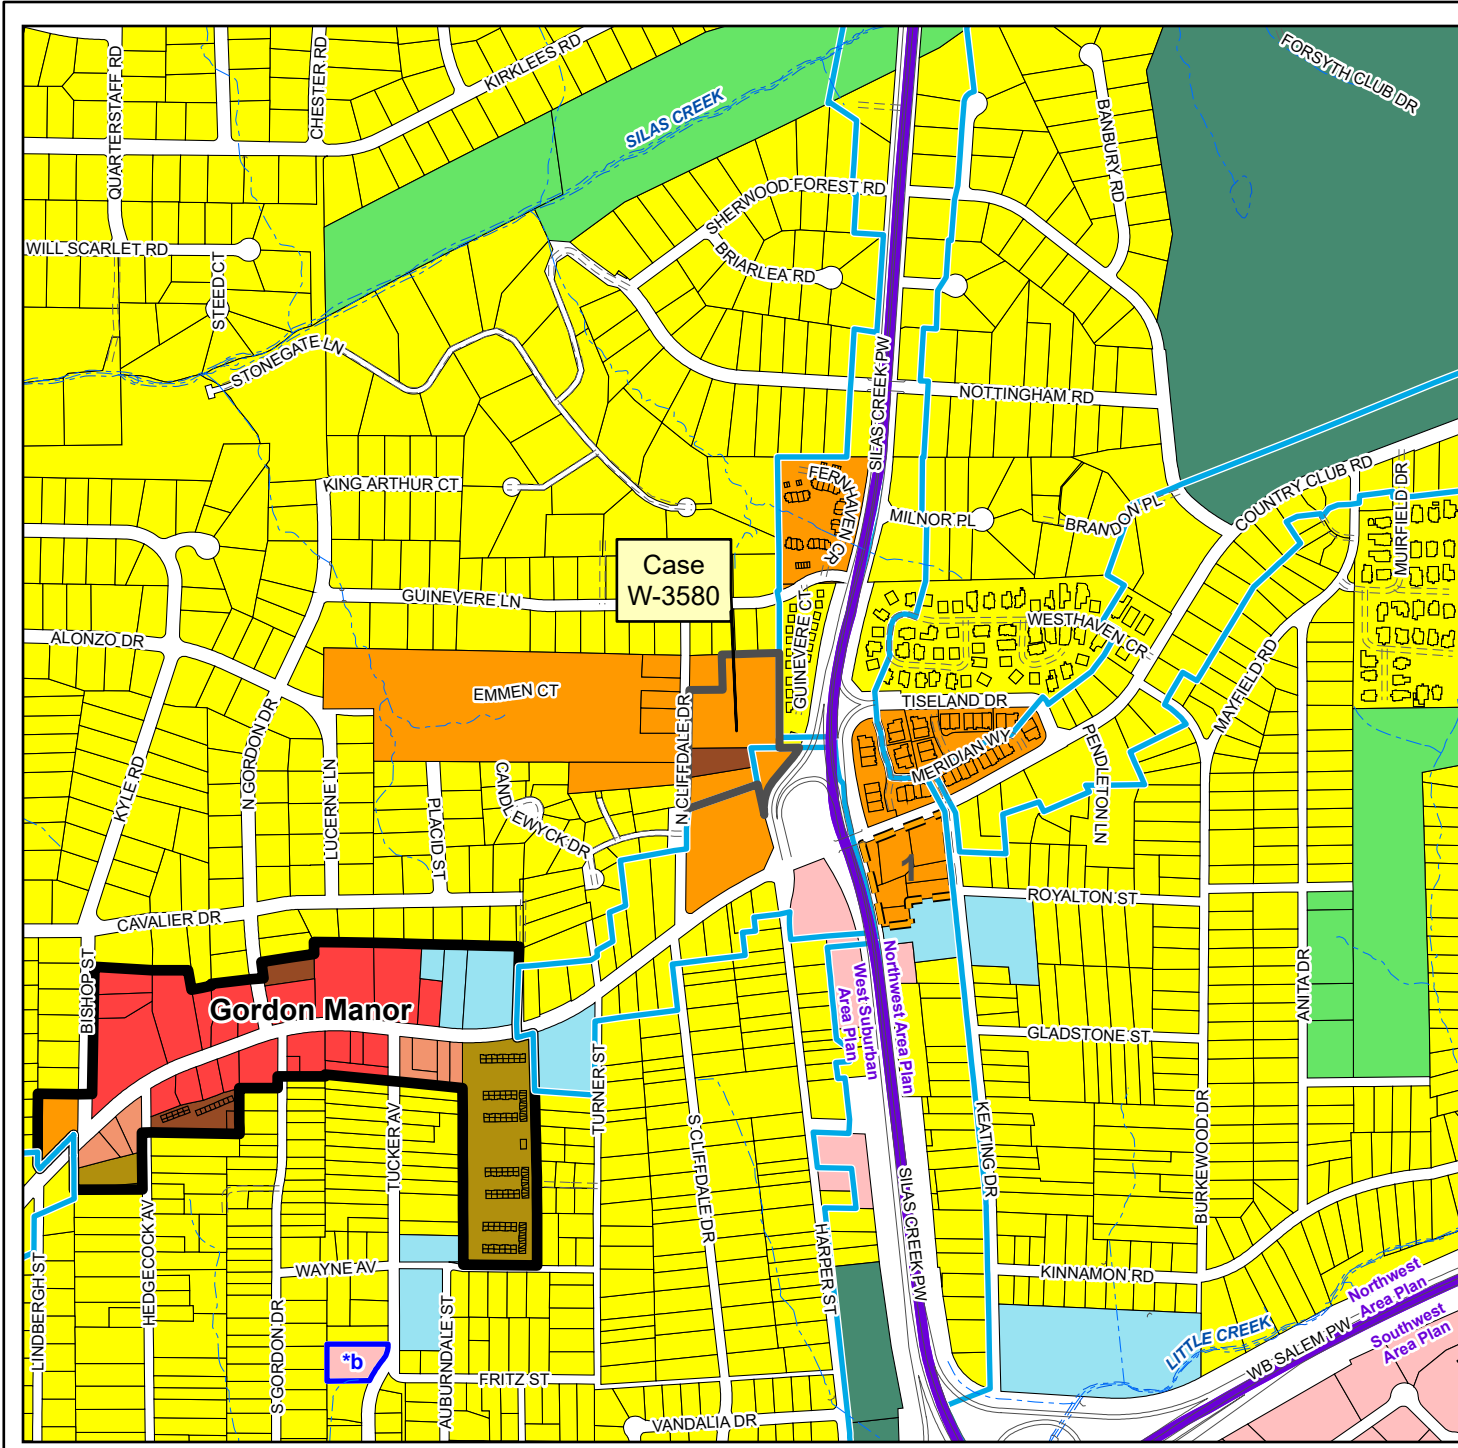 FORSYTH CLUB DR
KIRKLEES RD
CHESTER RD
QUARTERSTAFF RD
SILAS CREEK
BANBURY RD
SHERWOOD FOREST RD
WILL SCARLET RD
BRIARLEA RD
STEED CT
STONEGATE LN
SILAS CREEK PW
NOTTINGHAM RD
KING ARTHUR CT
FERNHAVEN CR
MILNOR PL
BRANDON PL
COUNTRY CLUB RD
MUIRFIELD DR
Case
W-3580
GUINEVERE LN
GUINEVERE CT
WESTHAVEN CR
ALONZO DR
MAYFIELD RD
EMMEN CT
TISELAND DR
N GORDON DR
N CLIFFDALE DR
MERIDIAN WY
PENDLETON LN
KYLE RD
LUCERNE LN
PLACID ST
CANDLEWYCK DR
1
ROYALTON ST
CAVALIER DR
BISHOP ST
Gordon Manor
Northwest Area Plan
West Suburban
Area Plan
ANITA DR
GLADSTONE ST
TURNER ST
KEATING DR
BURKEWOOD DR
TUCKER AV
S CLIFFDALE DR
SILAS CREEK PW
HEDGECOCK AV
HARPER ST
LINDBERGH ST
WAYNE AV
KINNAMON RD
S GORDON DR
AUBURNDALE ST
LITTLE CREEK
WB SALEM PW
Northwest
Area Plan
Southwest
Area Plan
*b
FRITZ ST
VANDALIA DR